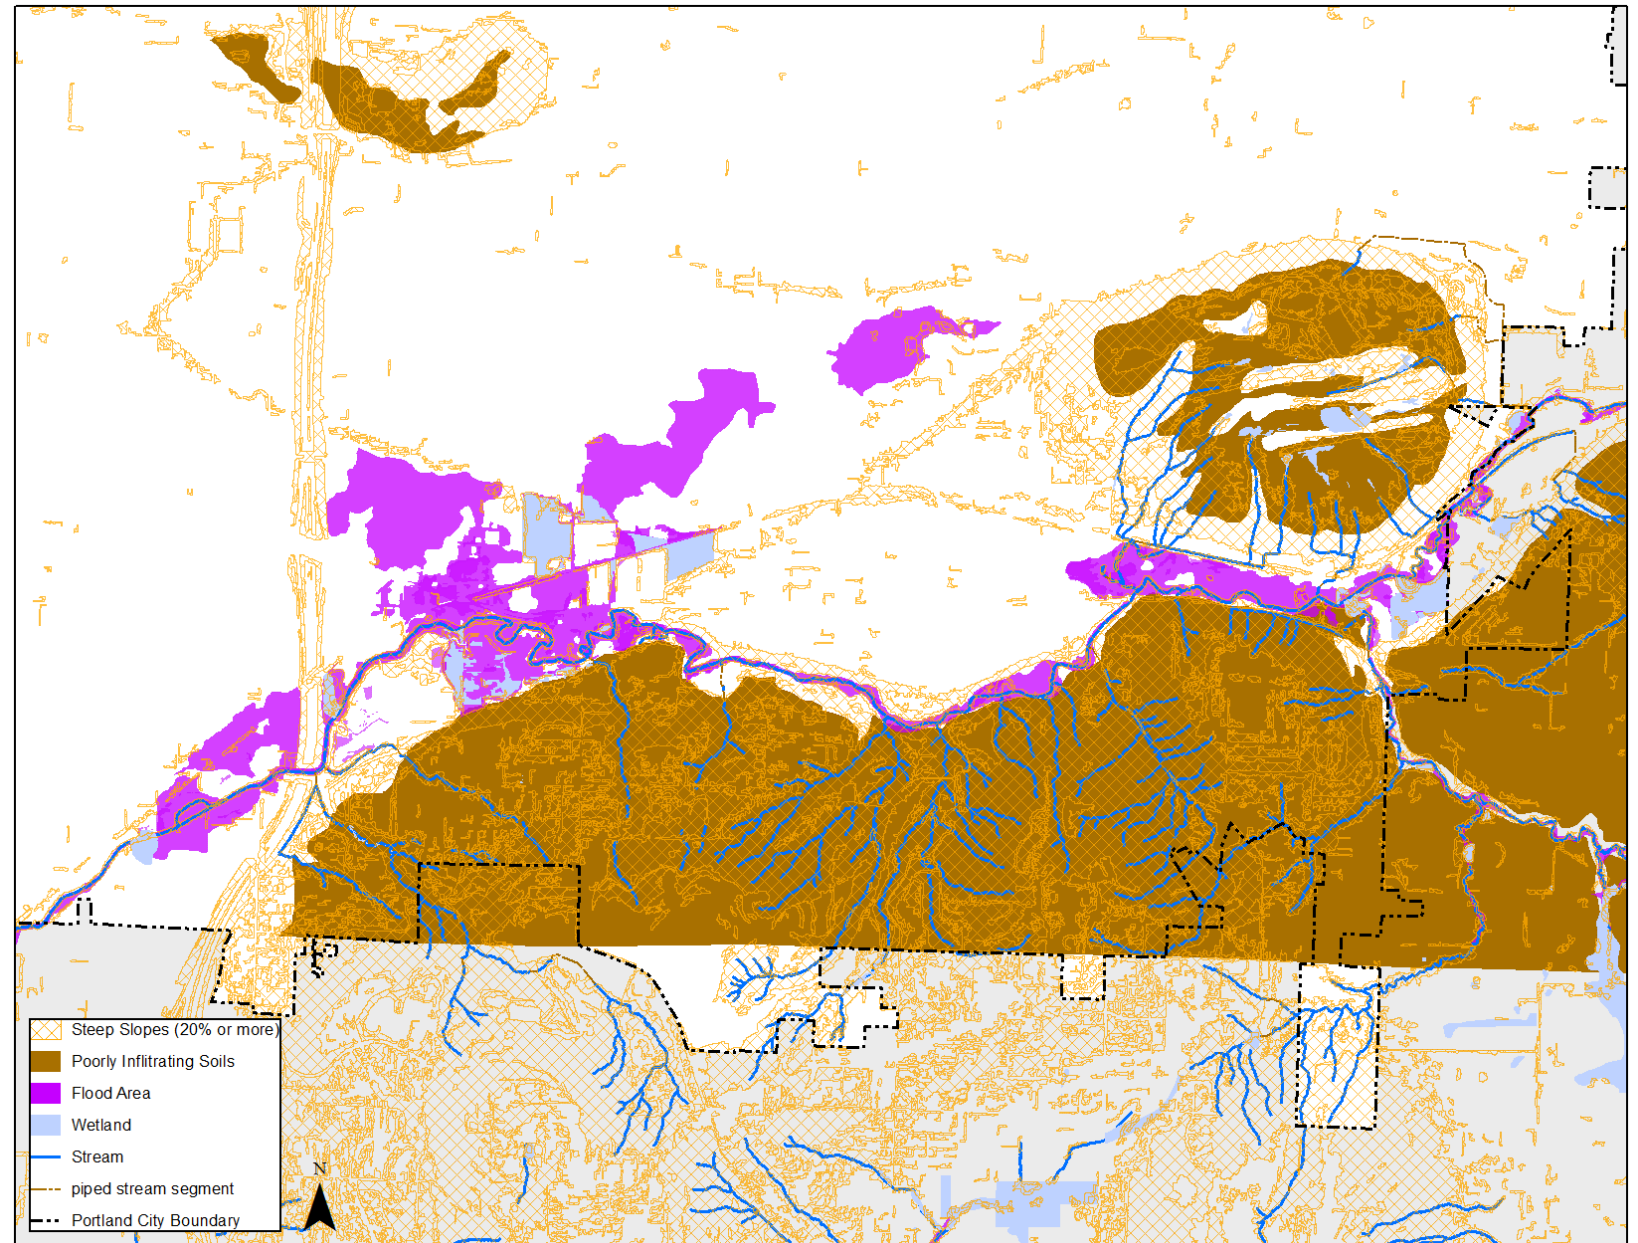 Steep Slopes (20% or more)
Poorly Inflitrating Soils
Flood Area
Wetland
Stream
N
piped stream segment
Portland City Boundary